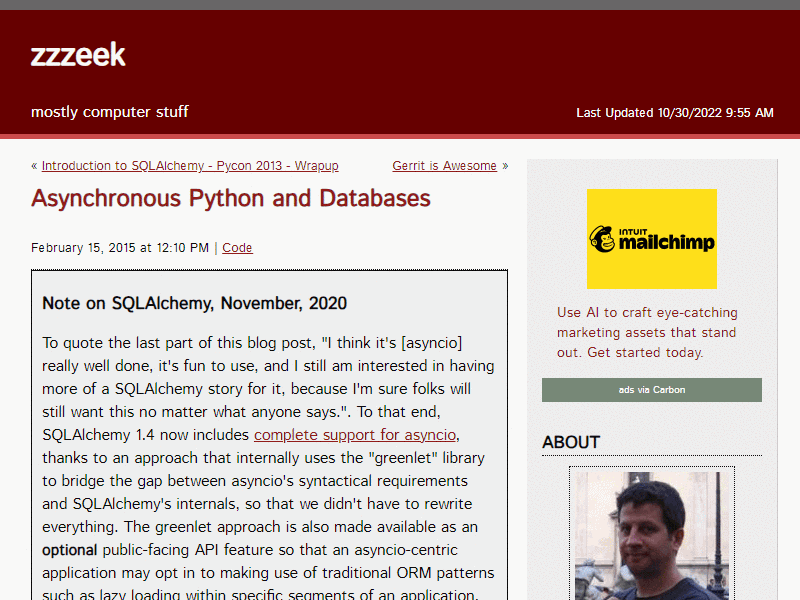 zzzeek
mostly computer stuff
Last Updated 10/30/2022 9:55 AM
« Introduction to SQLAlchemy - Pycon 2013 - Wrapup
Gerrit is Awesome »
Asynchronous Python and Databases
February 15, 2015 at 12:10 PM | Code
Note on SQLAlchemy, November, 2020
To quote the last part of this blog post, "I think it's [asyncio]
really well done, it's fun to use, and I still am interested in having
more of a SQLAlchemy story for it, because I'm sure folks will
still want this no matter what anyone says.". To that end,
SQLAlchemy 1.4 now includes complete support for asyncio,
thanks to an approach that internally uses the "greenlet" library
to bridge the gap between asyncio's syntactical requirements
and SQLAlchemy's internals, so that we didn't have to rewrite
everything. The greenlet approach is also made available as an
optional public-facing API feature so that an asyncio-centric
application may opt in to making use of traditional ORM patterns
such as lazy loading within specific segments of an application.
INTUIT
mailchimp
Use AI to craft eye-catching
marketing assets that stand
out. Get started today.
ads via Carbon
ABOUT